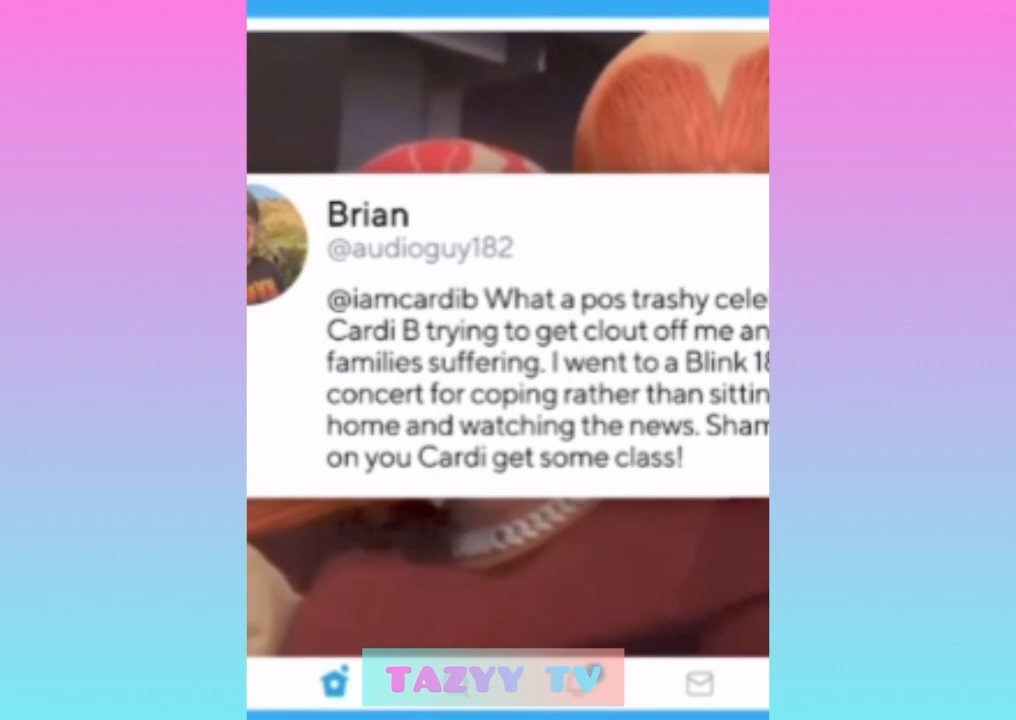 Brian
@audioguy182
@iamcardib What a pos trashy cele
Cardi B trying to get clout off me an
families suffering. I went to a Blink 18
concert for coping rather than sittin
home and watching the news. Sham
on you Cardi get some class!
TAZYY TV